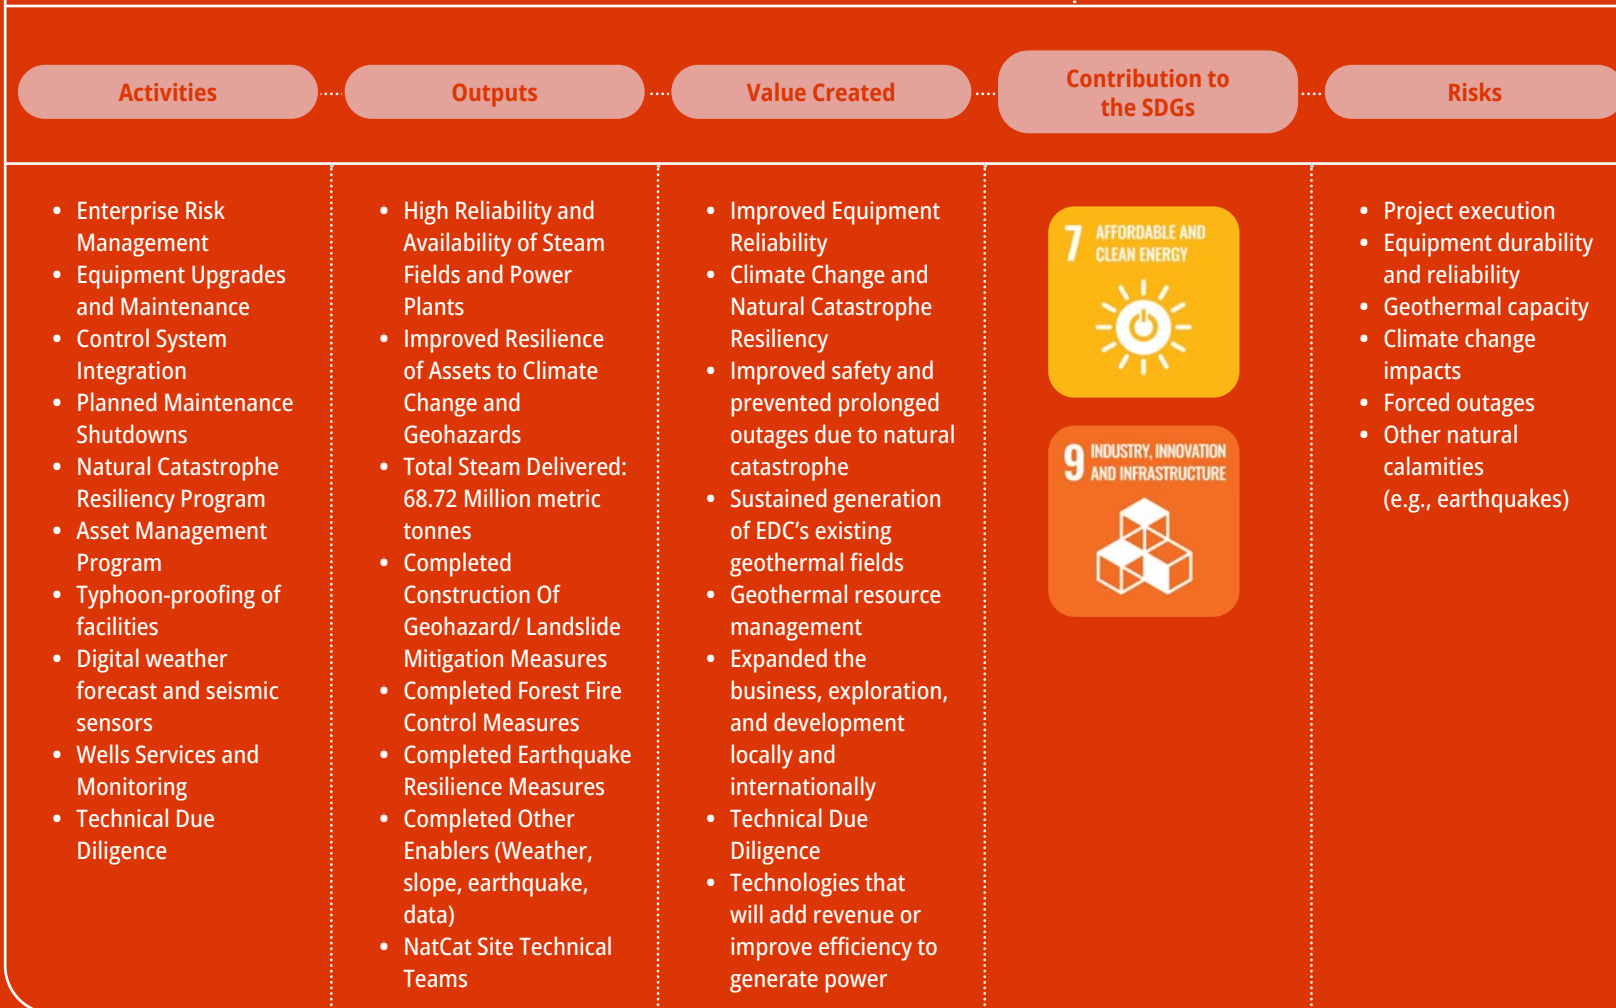 Activities
Outputs
Value Created
Contribution to
the SDGs
Risks
• Enterprise Risk
Management
• Equipment Upgrades
and Maintenance
• Control System
Integration
• Planned Maintenance
Shutdowns
• Natural Catastrophe
Resiliency Program
• Asset Management
Program
• Typhoon-proofing of
facilities
• Digital weather
forecast and seismic
sensors
• Wells Services and
Monitoring
• Technical Due
Diligence
• High Reliability and
Availability of Steam
Fields and Power
Plants
• Improved Resilience
of Assets to Climate
Change and
Geohazards
• Total Steam Delivered:
68.72 Million metric
tonnes
• Completed
Construction Of
Geohazard/ Landslide
Mitigation Measures
• Completed Forest Fire
Control Measures
• Completed Earthquake
Resilience Measures
• Completed Other
Enablers (Weather,
slope, earthquake,
data)
• NatCat Site Technical
Teams
• Improved Equipment
Reliability
• Climate Change and
Natural Catastrophe
Resiliency
• Improved safety and
prevented prolonged
outages due to natural
catastrophe
• Sustained generation
of EDC’s existing
geothermal fields
• Geothermal resource
management
• Expanded the
business, exploration,
and development
locally and
internationally
• Technical Due
Diligence
• Technologies that
will add revenue or
improve efficiency to
generate power
7 AFFORDABLE AND
CLEAN ENERGY
9 INDUSTRY, INNOVATION
AND INFRASTRUCTURE
• Project execution
• Equipment durability
and reliability
• Geothermal capacity
• Climate change
impacts
• Forced outages
• Other natural
calamities
(e.g., earthquakes)